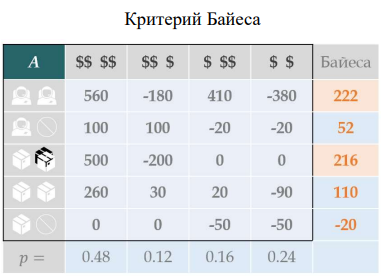 Критерий Байеса
A $$ $$ $$ $ $ $$ $ $ Байеса
560 -180 410 -380 222
100 100 -20 -20 52
500 -200 0 0 216
260 30 20 -90 110
0 0 -50 -50 -20
p = 0.48 0.12 0.16 0.24